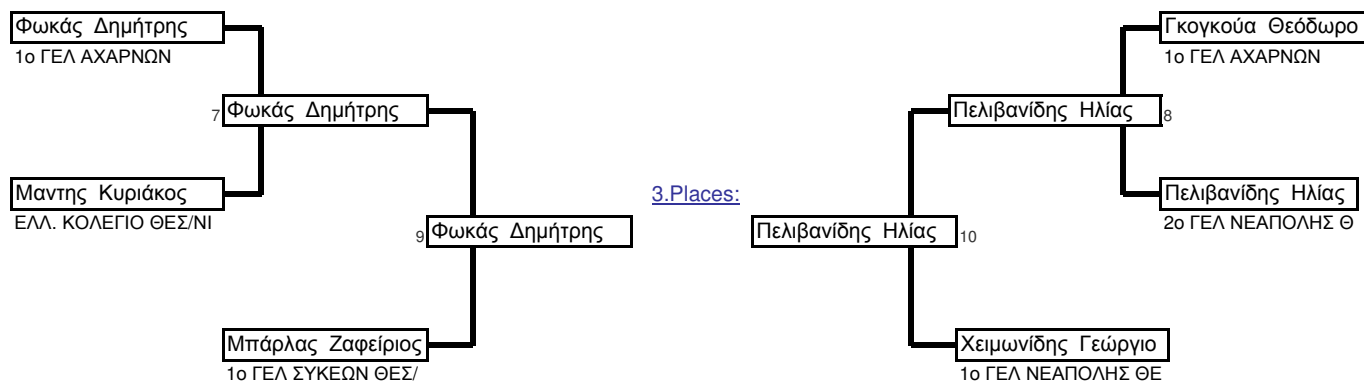 Φωκάς Δημήτρης
1ο ΓΕΛ ΑΧΑΡΝΩΝ
7 Φωκάς Δημήτρης
Μαντης Κυριάκος
ΕΛΛ. ΚΟΛΕΓΙΟ ΘΕΣ/ΝΙ
9 Φωκάς Δημήτρης
Μπάρλας Ζαφείριος
1ο ΓΕΛ ΣΥΚΕΩΝ ΘΕΣ/
3.Places:
Γκογκούα Θεόδωρο
1ο ΓΕΛ ΑΧΑΡΝΩΝ
Πελιβανίδης Ηλίας 8
Πελιβανίδης Ηλίας
2ο ΓΕΛ ΝΕΑΠΟΛΗΣ Θ
Πελιβανίδης Ηλίας 10
Χειμωνίδης Γεώργιο
1ο ΓΕΛ ΝΕΑΠΟΛΗΣ ΘΕ